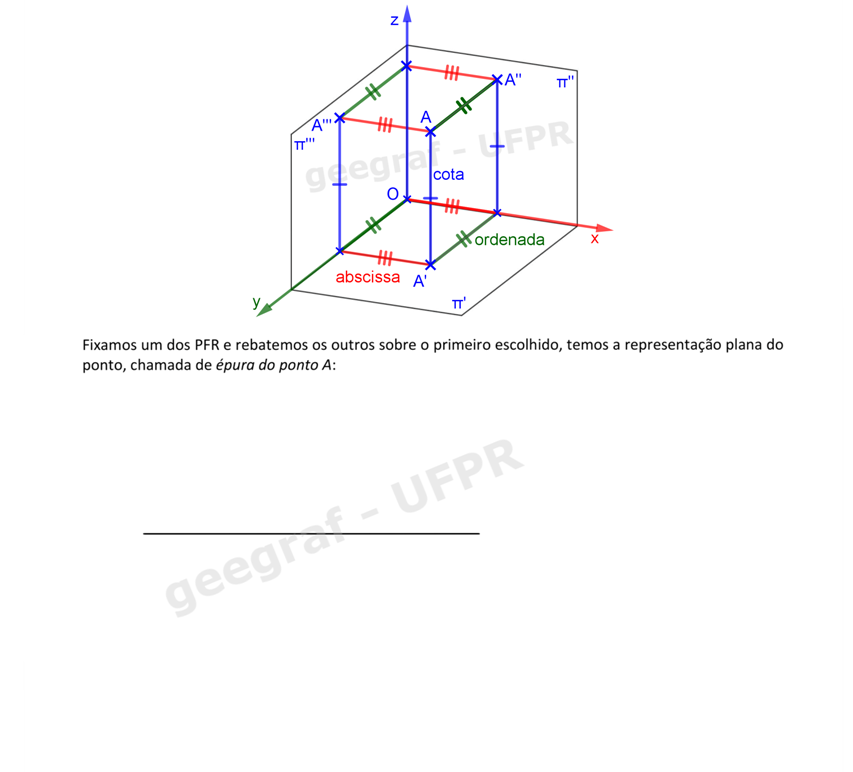 z
A''
π''
A
A'''
π'''
geegraf - UFPR
cota
O
ordenada
x
abscissa
A'
y
π'
Fixamos um dos PFR e rebatemos os outros sobre o primeiro escolhido, temos a representação plana do
ponto, chamada de épura do ponto A:
geegraf - UFPR